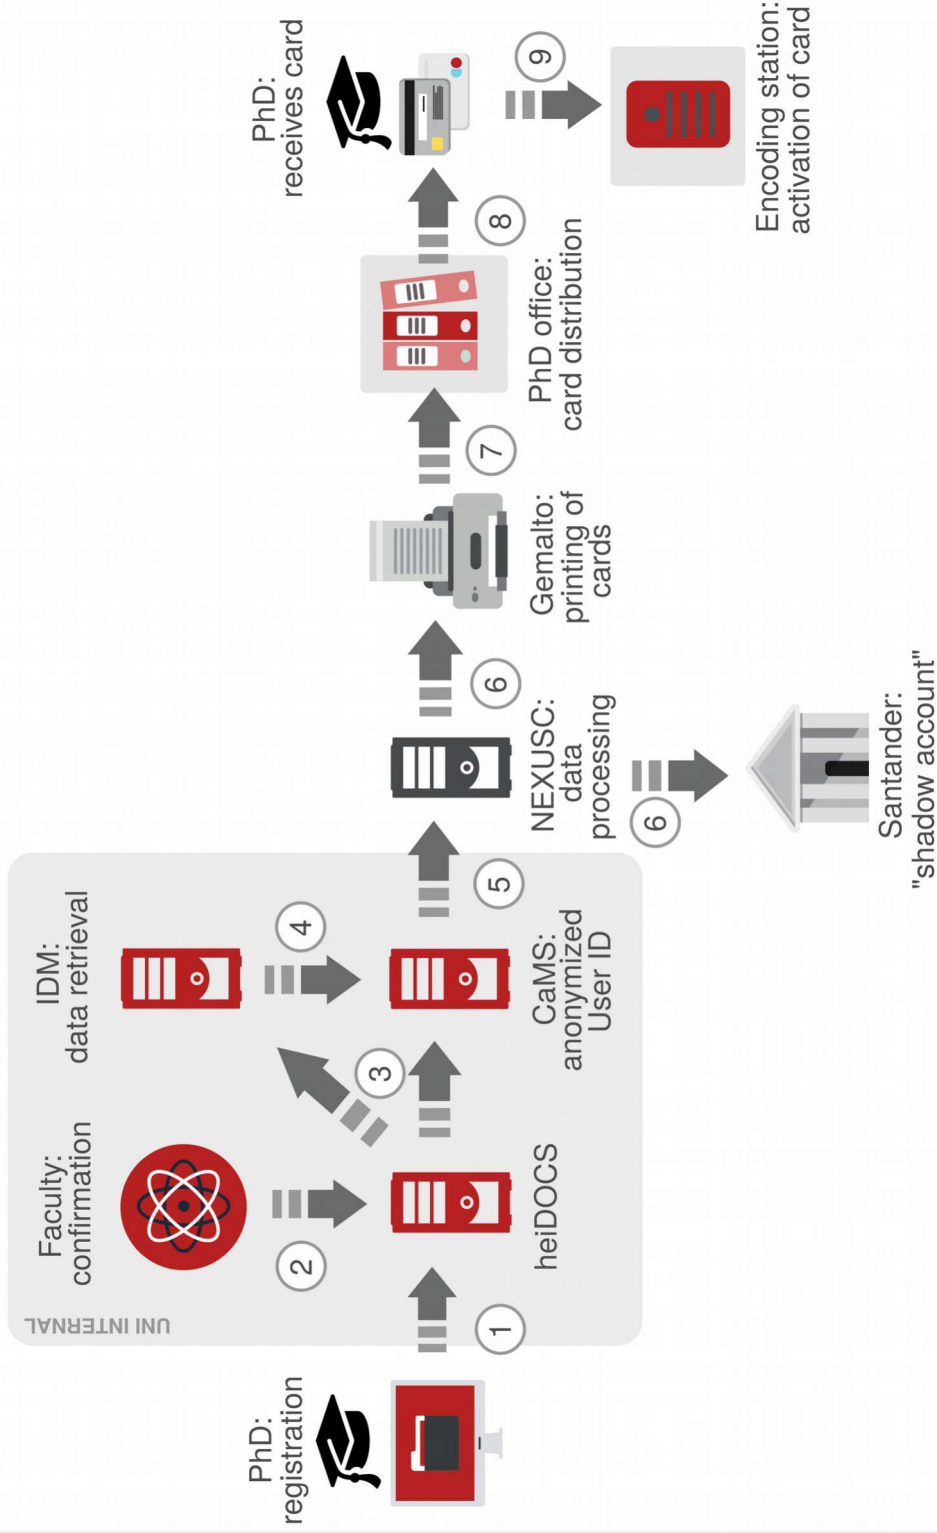 UNI INTERNAL
PhD:
registration
1
Faculty:
confirmation
2
heiDOCS
3
IDM:
data retrieval
4
CaMS:
anonymized
User ID
5
NEXUSC:
data
processing
6
6
Santander:
"shadow account"
Gemalto:
printing of
cards
7
PhD office:
card distribution
8
PhD:
receives card
9
Encoding station:
activation of card